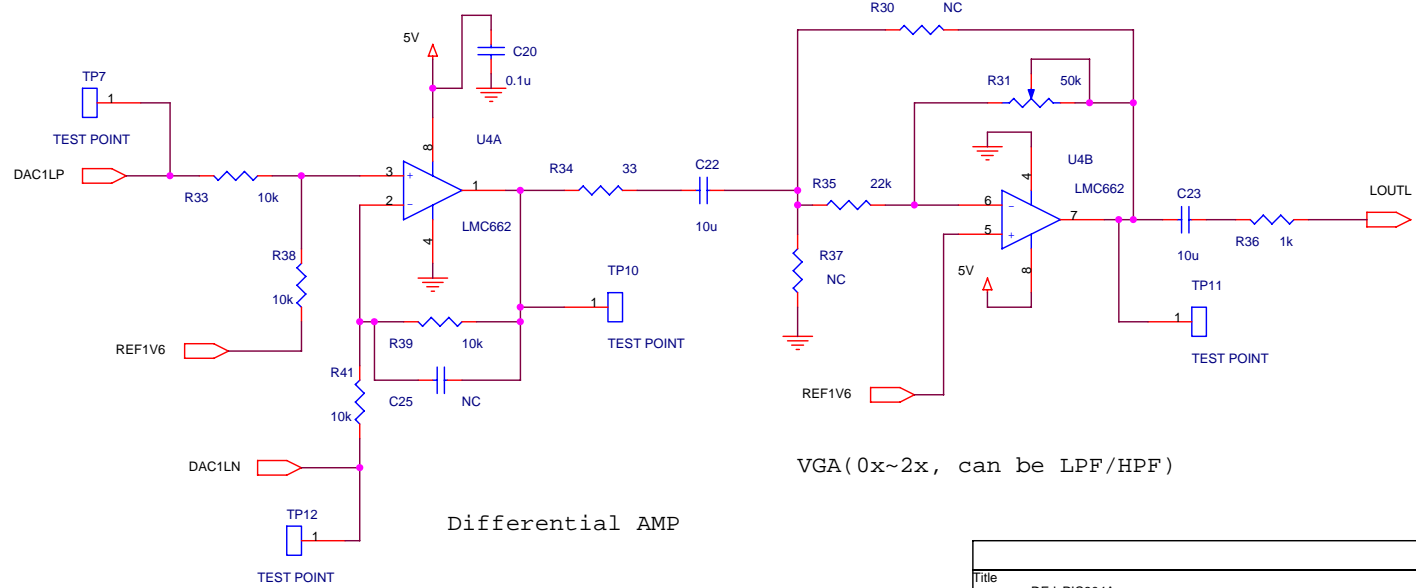 R30
NC
5V
C20
0.1u
TP7
1
TEST POINT
R31
50k
U4A
8
DAC1LP
R33
10k
3
+
2
−
1
LMC662
4
R34
33
C22
10u
R35
22k
4
U4B
LMC662
6
−
5
+
7
8
5V
C23
10u
R36
1k
LOUTL
R38
10k
R37
NC
TP10
1
TEST POINT
TP11
1
TEST POINT
REF1V6
R39
10k
R41
10k
C25
NC
REF1V6
DAC1LN
VGA(0x~2x, can be LPF/HPF)
TP12
1
TEST POINT
Differential AMP
Title